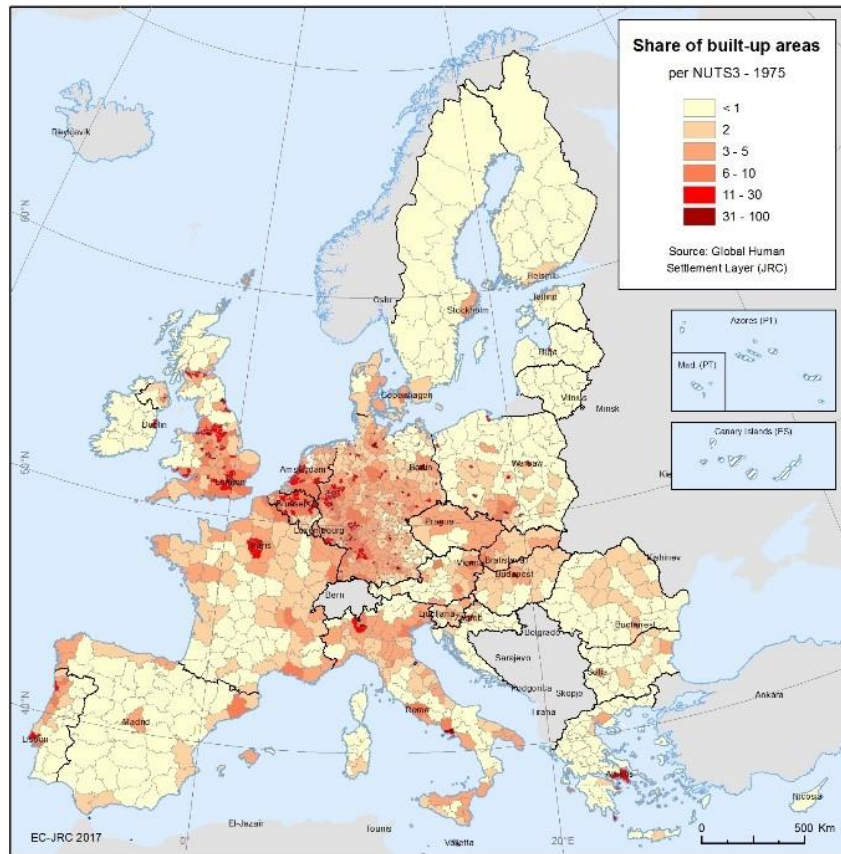 Share of built-up areas
per NUTS3 - 1975
< 1
2
3 - 5
6 - 10
11 - 30
31 - 100
Source: Global Human
Settlement Layer (JRC)
Reykjavik
60°N
Oslo
Helsinki
Tallinn
Stockholm
Azores (PT)
Riga
Mad. (PT)
Copenhagen
Vilnius
Minsk
Dublin
Canary Islands (ES)
50°N
Amsterdam
Berlin
Warsaw
London
Brussels
Luxembourg
Prague
Paris
Vienna
Bratislava
Kishinev
Budapest
Bern
Ljubljana
Zagreb
Belgrade
Bucharest
Sarajevo
Sofia
40°N
Podgorica
Skopje
Ankara
Madrid
Rome
Tirana
Lisbon
Athens
Nicosia
EC-JRC 2017
0°
El-Jazair
Tounis
Valletta
20°E
0
500 Km